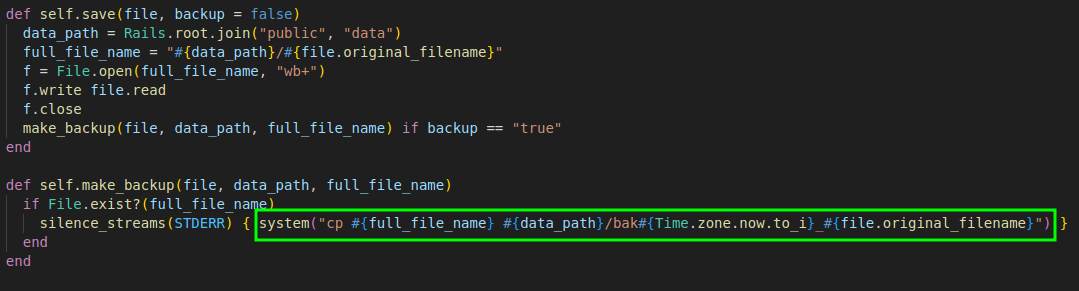 def self.save(file, backup = false)
  data_path = Rails.root.join("public", "data")
  full_file_name = "#{data_path}/#{file.original_filename}"
  f = File.open(full_file_name, "wb+")
  f.write file.read
  f.close
  make_backup(file, data_path, full_file_name) if backup == "true"
end

def self.make_backup(file, data_path, full_file_name)
  if File.exist?(full_file_name)
    silence_streams(STDERR) { system("cp #{full_file_name} #{data_path}/bak#{Time.zone.now.to_i}_#{file.original_filename}") }
  end
end